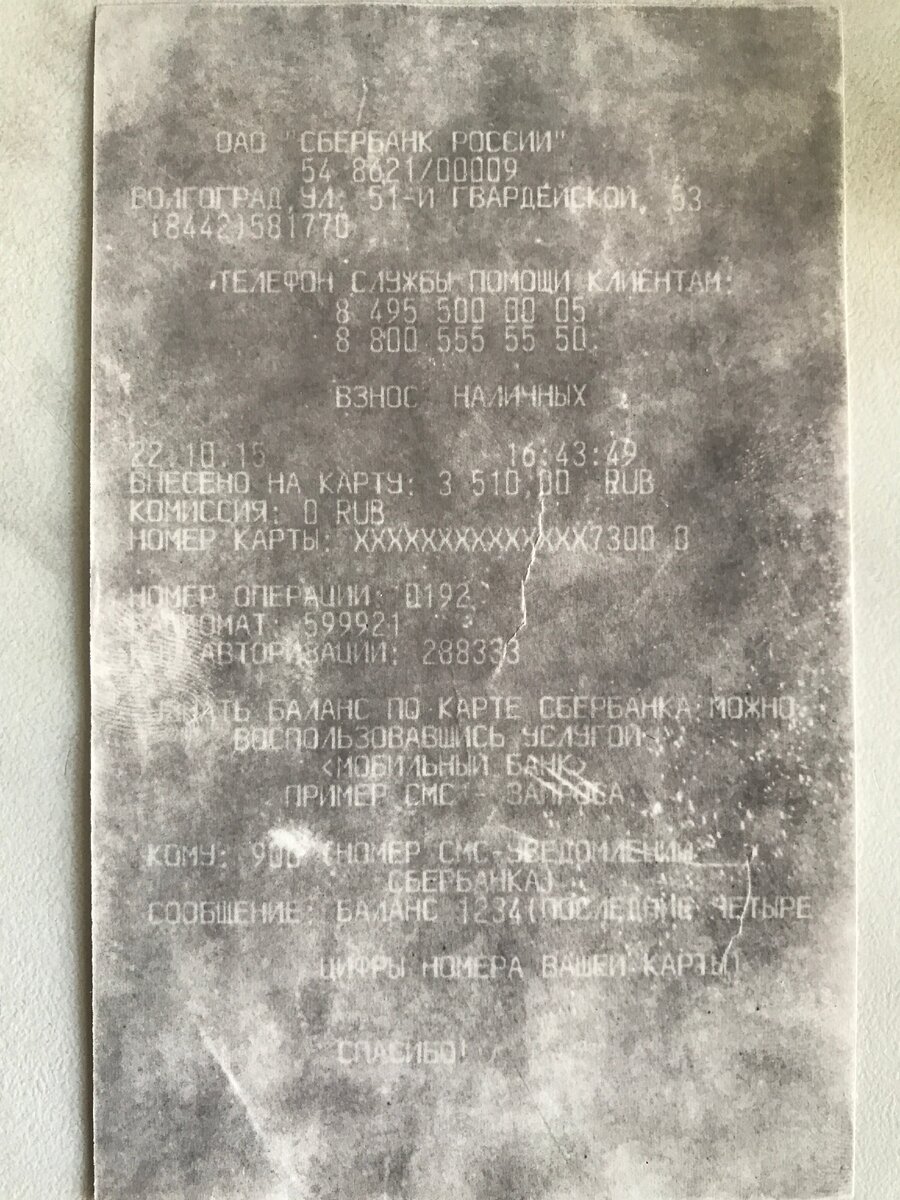 ОАО "СБЕРБАНК РОССИИ"
54 8621/00009
ВОЛГОГРАД, УЛ. 51-Й ГВАРДЕЙСКОЙ, 53
(8442)581770
ТЕЛЕФОН СЛУЖБЫ ПОМОЩИ КЛИЕНТАМ:
8 495 500 00 05
8 800 555 55 50
ВЗНОС НАЛИЧНЫХ
22.10.15 16:43:49
ВНЕСЕНО НА КАРТУ: 3 510,00 RUB
КОМИССИЯ: 0 RUB
НОМЕР КАРТЫ: XXXXXXXXXXXXXX7300 0
НОМЕР ОПЕРАЦИИ: 0192
БАНКОМАТ: 599921
КОД АВТОРИЗАЦИИ: 288333
УЗНАТЬ БАЛАНС ПО КАРТЕ СБЕРБАНКА МОЖНО,
ВОСПОЛЬЗОВАВШИСЬ УСЛУГОЙ
<МОБИЛЬНЫЙ БАНК>
ПРИМЕР СМС - ЗАПРОСА
КОМУ: 900 (НОМЕР СМС-УВЕДОМЛЕНИЙ
СБЕРБАНКА)
СООБЩЕНИЕ: БАЛАНС 1234(ПОСЛЕДНИЕ ЧЕТЫРЕ
ЦИФРЫ НОМЕРА ВАШЕЙ КАРТЫ)
СПАСИБО!